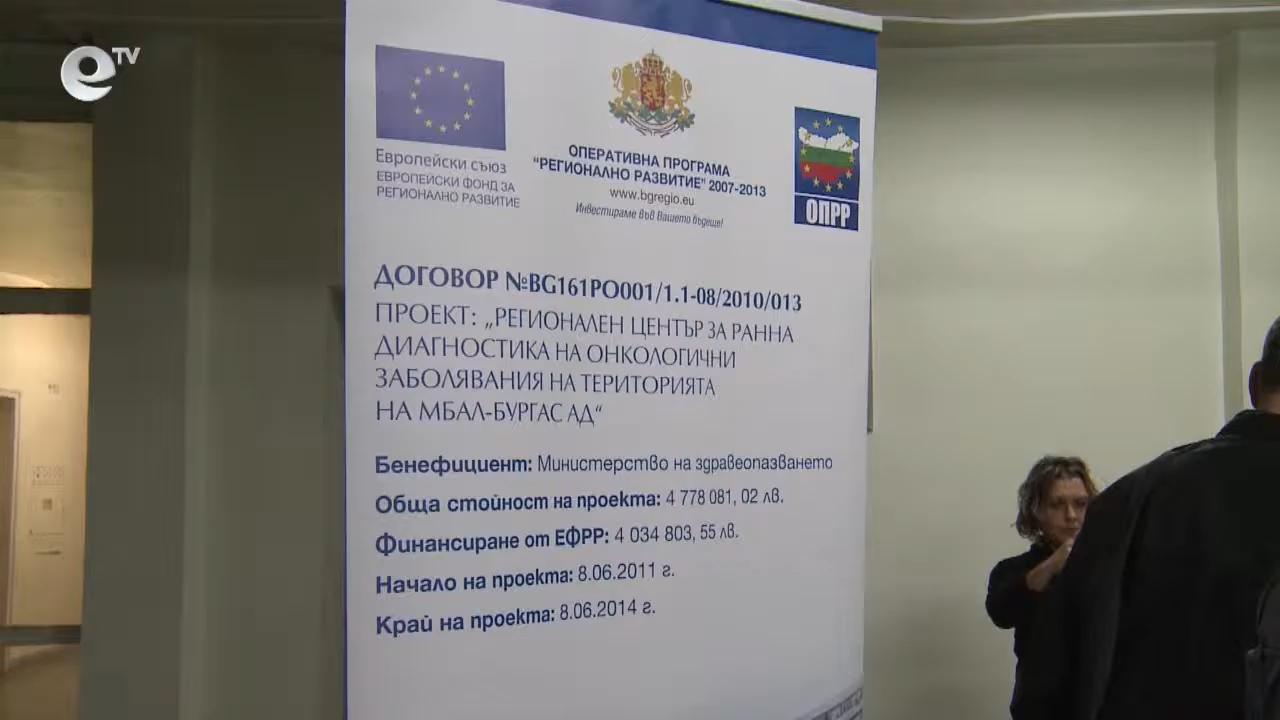 eTV
Европейски съюз
ЕВРОПЕЙСКИ ФОНД ЗА
РЕГИОНАЛНО РАЗВИТИЕ
ОПЕРАТИВНА ПРОГРАМА
"РЕГИОНАЛНО РАЗВИТИЕ" 2007-2013
www.bgregio.eu
Инвестираме във Вашето бъдеще!
ОПРР
ДОГОВОР №BG161PO001/1.1-08/2010/013
ПРОЕКТ: „РЕГИОНАЛЕН ЦЕНТЪР ЗА РАННА
ДИАГНОСТИКА НА ОНКОЛОГИЧНИ
ЗАБОЛЯВАНИЯ НА ТЕРИТОРИЯТА
НА МБАЛ-БУРГАС АД“
Бенефициент: Министерство на здравеопазването
Обща стойност на проекта: 4 778 081, 02 лв.
Финансиране от ЕФРР: 4 034 803, 55 лв.
Начало на проекта: 8.06.2011 г.
Край на проекта: 8.06.2014 г.